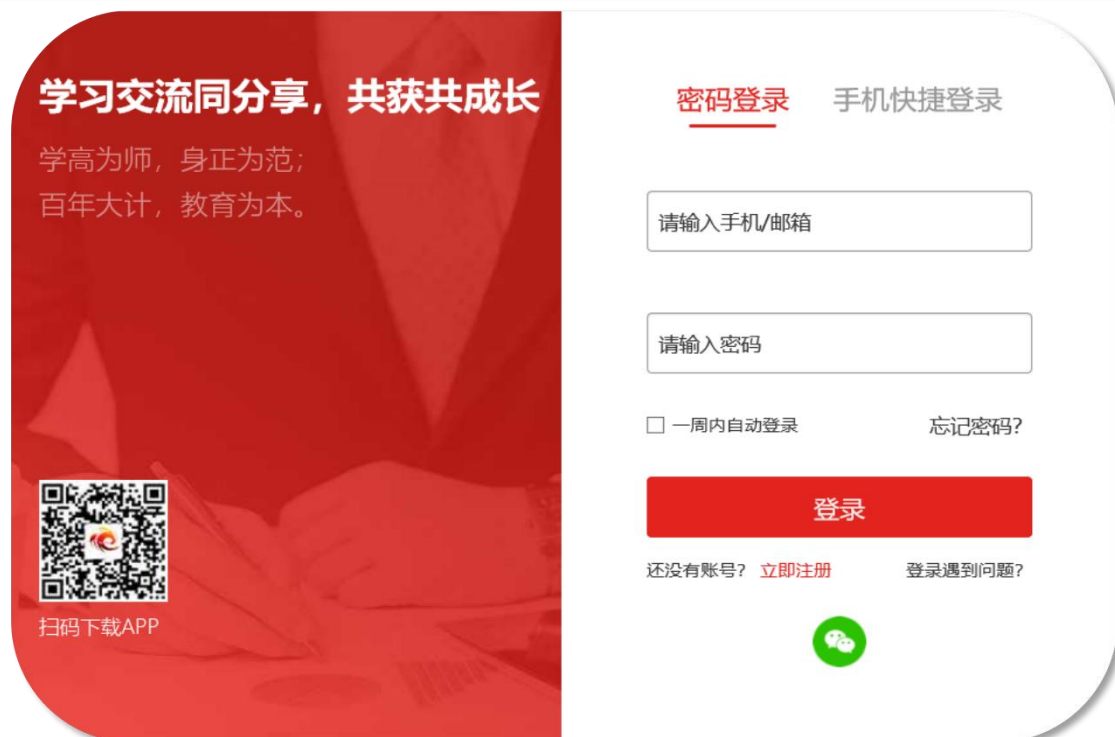 学习交流同分享，共获共成长
学高为师，身正为范；
百年大计，教育为本。
扫码下载APP
密码登录 手机快捷登录
请输入手机/邮箱
请输入密码
一周内自动登录 忘记密码?
登录
还没有账号? 立即注册 登录遇到问题?